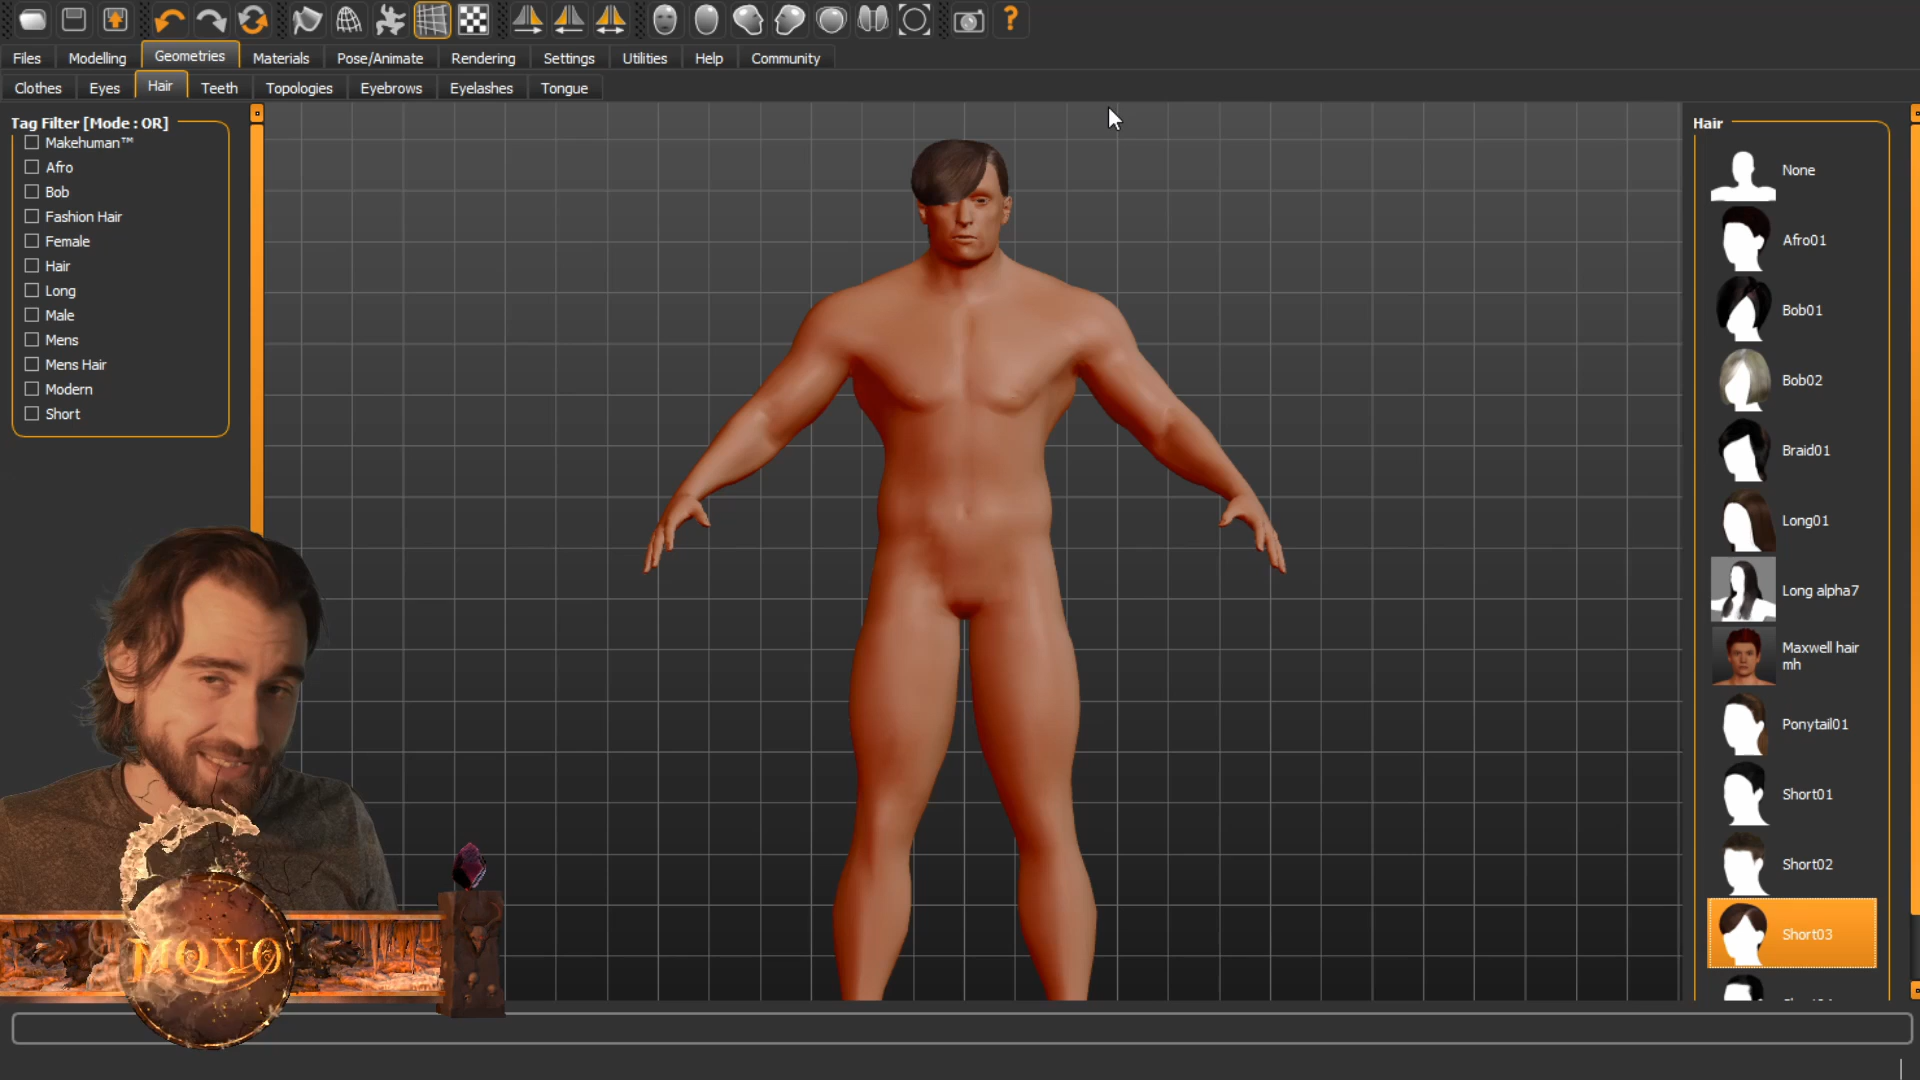 Files
Modelling
Geometries
Materials
Pose/Animate
Rendering
Settings
Utilities
Help
Community
Clothes
Eyes
Hair
Teeth
Topologies
Eyebrows
Eyelashes
Tongue
Tag Filter [Mode : OR]
Makehuman™
Afro
Bob
Fashion Hair
Female
Hair
Long
Male
Mens
Mens Hair
Modern
Short
MONO
Hair
None
Afro01
Bob01
Bob02
Braid01
Long01
Long alpha7
Maxwell hair
mh
Ponytail01
Short01
Short02
Short03